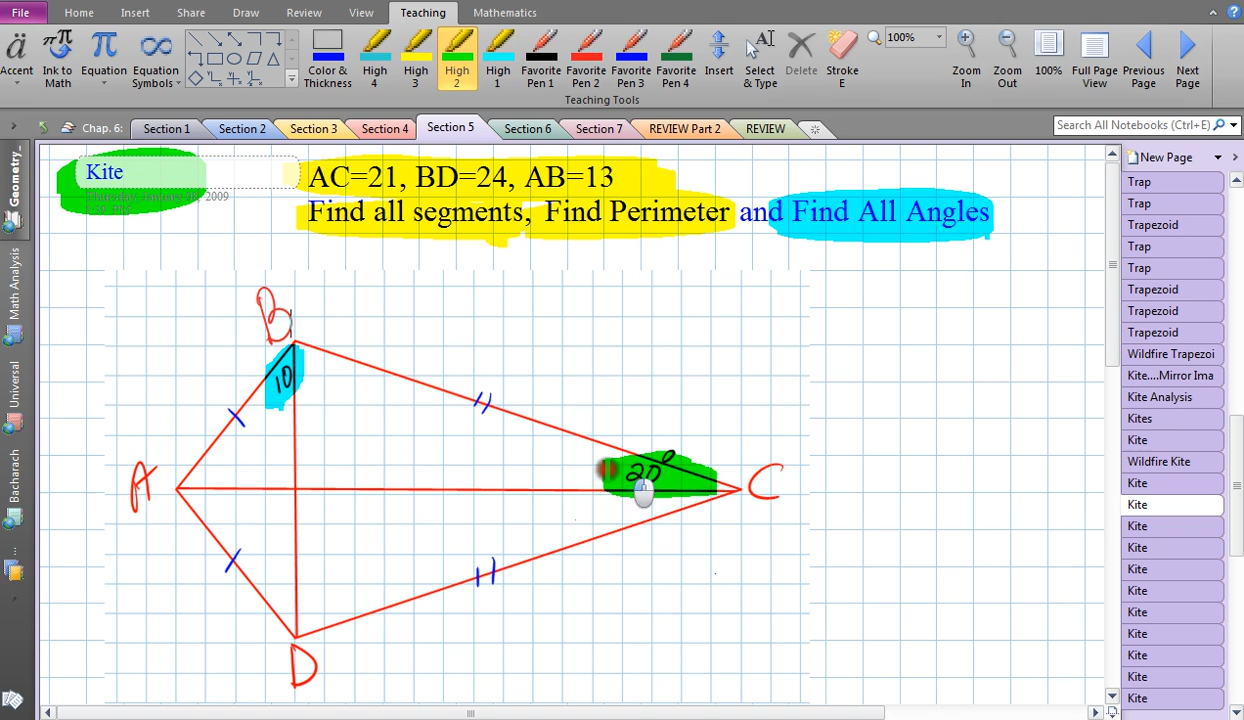 File Home Insert Share Draw Review View Teaching Mathematics
Accent Ink to Math Equation Equation Symbols Color & Thickness High 4 High 3 High 2 High 1 Favorite Pen 1 Favorite Pen 2 Favorite Pen 3 Favorite Pen 4 Insert Select & Type Delete Stroke Eraser 100% Zoom In Zoom Out 100% Full Page View Previous Page Next Page
Teaching Tools
Chap. 6: Section 1 Section 2 Section 3 Section 4 Section 5 Section 6 Section 7 REVIEW Part 2 REVIEW
Search All Notebooks (Ctrl+E)
Geometry_
Math Analysis
Universal
Bacharach
Kite
AC=21, BD=24, AB=13
Find all segments, Find Perimeter and Find All Angles
B
10
A
20°
C
D
New Page
Trap
Trap
Trapezoid
Trap
Trap
Trapezoid
Trapezoid
Trapezoid
Wildfire Trapezoi
Kite....Mirror Ima
Kite Analysis
Kites
Kite
Wildfire Kite
Kite
Kite
Kite
Kite
Kite
Kite
Kite
Kite
Kite
Kite
Kite